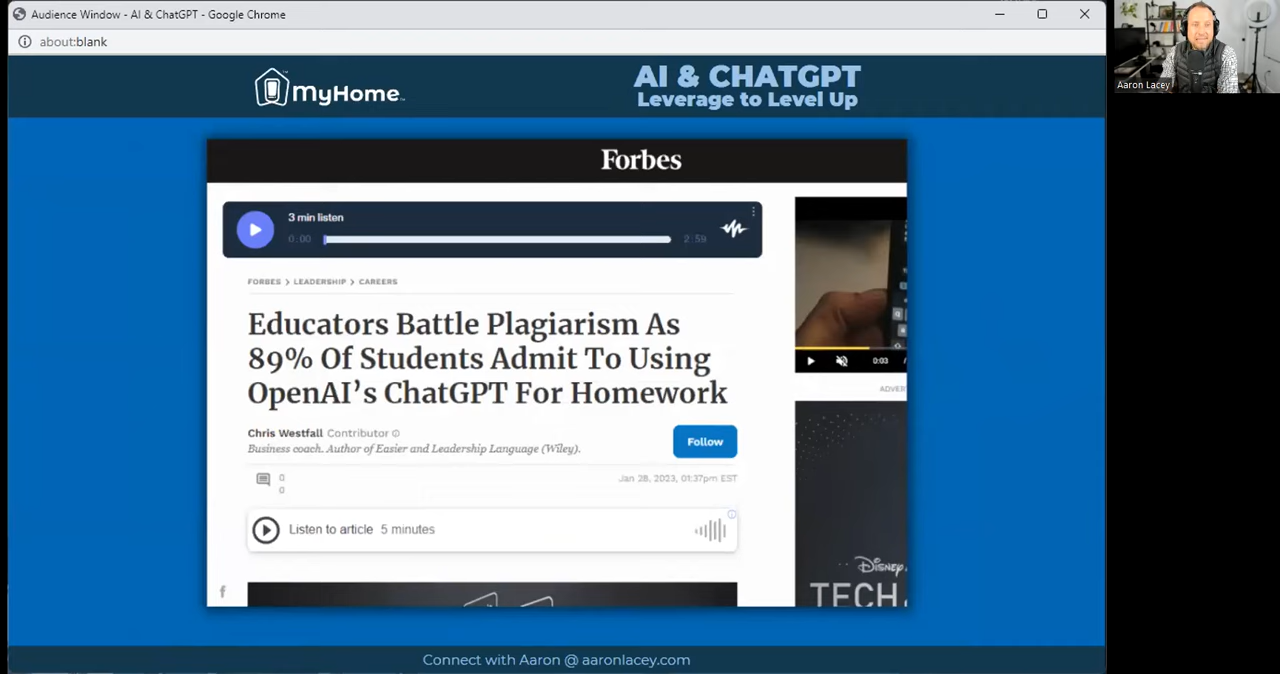 Audience Window - AI & ChatGPT - Google Chrome
about:blank
MyHome
AI & CHATGPT
Leverage to Level Up
Aaron Lacey
Forbes
3 min listen
0:00
2:59
FORBES > LEADERSHIP > CAREERS
Educators Battle Plagiarism As
89% Of Students Admit To Using
OpenAI’s ChatGPT For Homework
Chris Westfall Contributor
Business coach. Author of Easier and Leadership Language (Wiley).
Follow
0
0
Jan 28, 2023, 01:37pm EST
Listen to article 5 minutes
0:03 /
ADVER
DISNEY
TECH
Connect with Aaron @ aaronlacey.com